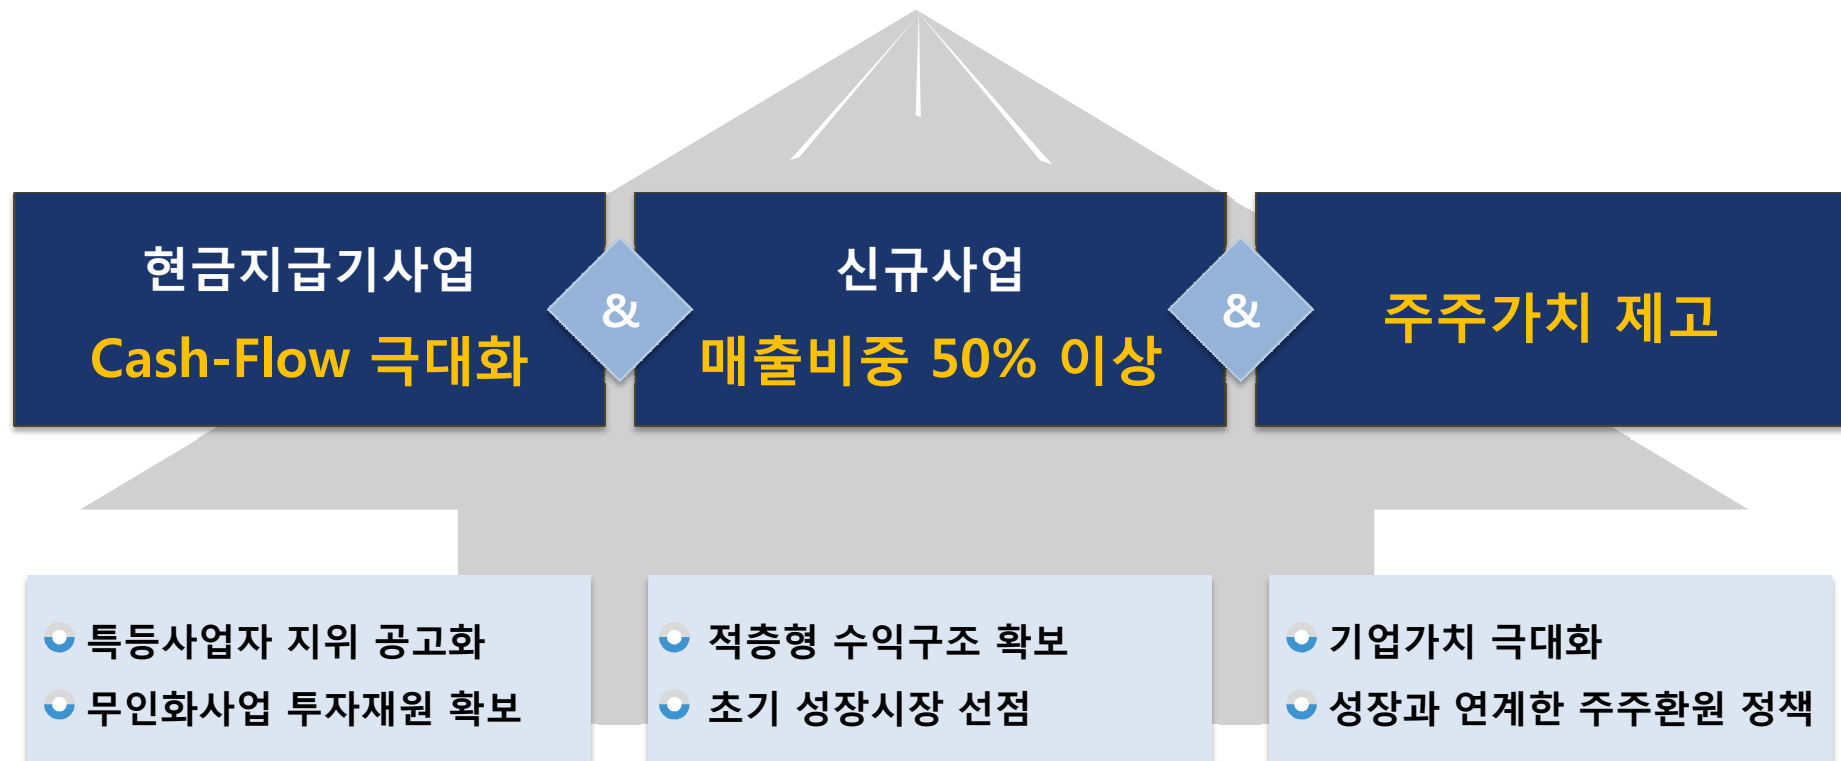 현금지급기사업
Cash-Flow 극대화
&
신규사업
매출비중 50% 이상
&
주주가치 제고
특등사업자 지위 공고화
무인화사업 투자재원 확보
적층형 수익구조 확보
초기 성장시장 선점
기업가치 극대화
성장과 연계한 주주환원 정책